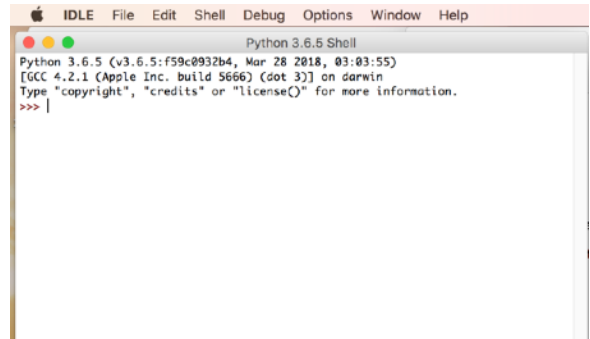 IDLE File Edit Shell Debug Options Window Help
Python 3.6.5 Shell
Python 3.6.5 (v3.6.5:f59c0932b4, Mar 28 2018, 03:03:55)
[GCC 4.2.1 (Apple Inc. build 5666) (dot 3)] on darwin
Type "copyright", "credits" or "license()" for more information.
>>>